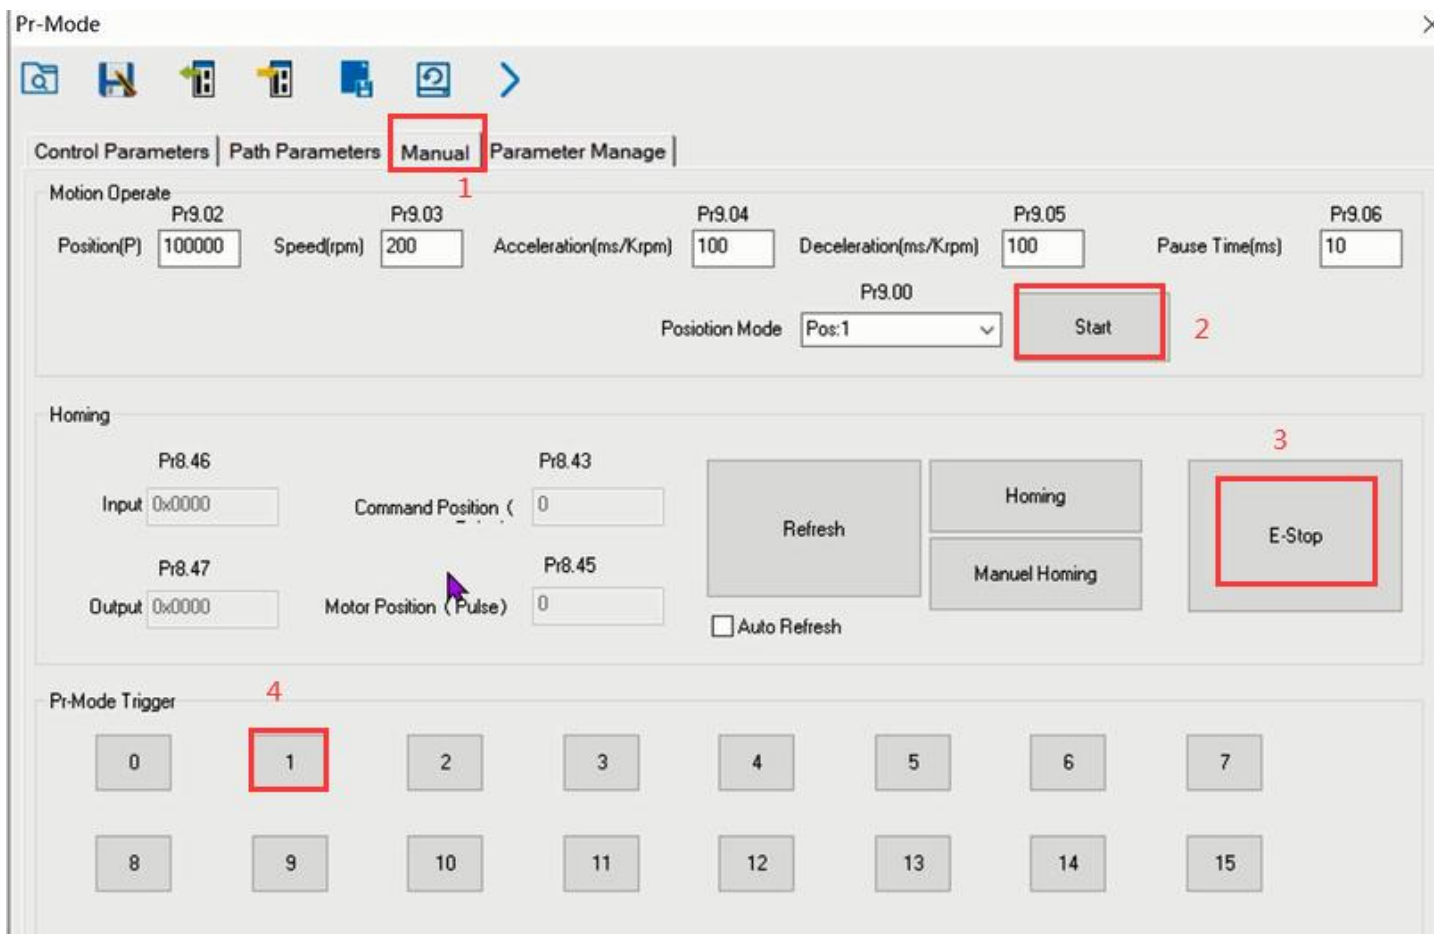 Pr-Mode
Control Parameters Path Parameters Manual Parameter Manage
1
Motion Operate
Pr9.02 Pr9.03 Pr9.04 Pr9.05 Pr9.06
Position(P) 100000 Speed(rpm) 200 Acceleration(ms/Krpm) 100 Deceleration(ms/Krpm) 100 Pause Time(ms) 10
Pr9.00
Posiotion Mode Pos:1 Start 2
Homing
3
Pr8.46 Pr8.43
Input 0x0000 Command Position ( 0
Refresh Homing E-Stop
Pr8.47 Pr8.45
Manuel Homing
Output 0x0000 Motor Position (Pulse) 0
Auto Refresh
4
Pr-Mode Trigger
0 1 2 3 4 5 6 7
8 9 10 11 12 13 14 15